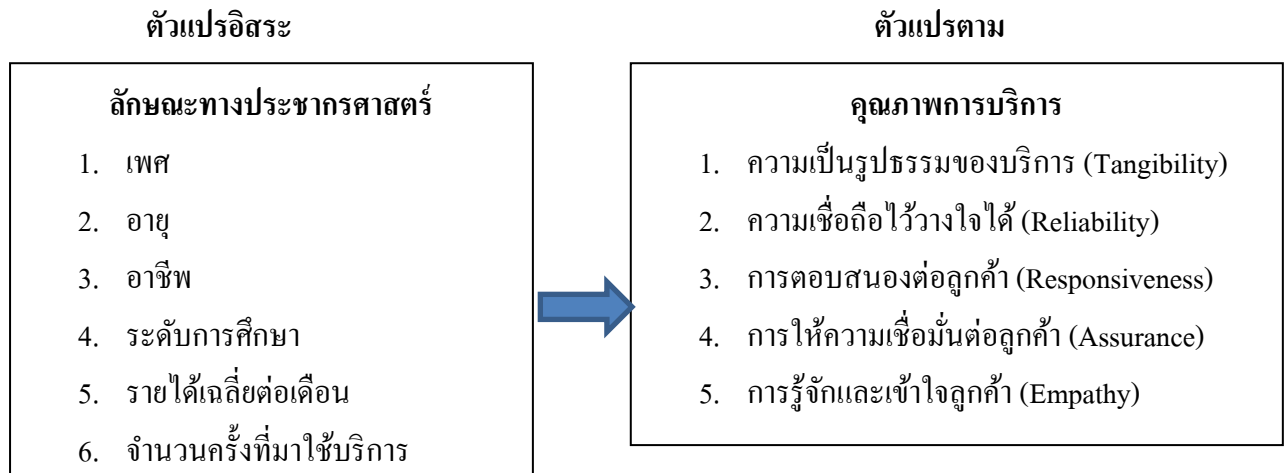 ตัวแปรอิสระ
ลักษณะทางประชากรศาสตร์
1. เพศ
2. อายุ
3. อาชีพ
4. ระดับการศึกษา
5. รายได้เฉลี่ยต่อเดือน
6. จำนวนครั้งที่มาใช้บริการ
ตัวแปรตาม
คุณภาพการบริการ
1. ความเป็นรูปธรรมของบริการ (Tangibility)
2. ความเชื่อถือไว้วางใจได้ (Reliability)
3. การตอบสนองต่อลูกค้า (Responsiveness)
4. การให้ความเชื่อมั่นต่อลูกค้า (Assurance)
5. การรู้จักและเข้าใจลูกค้า (Empathy)